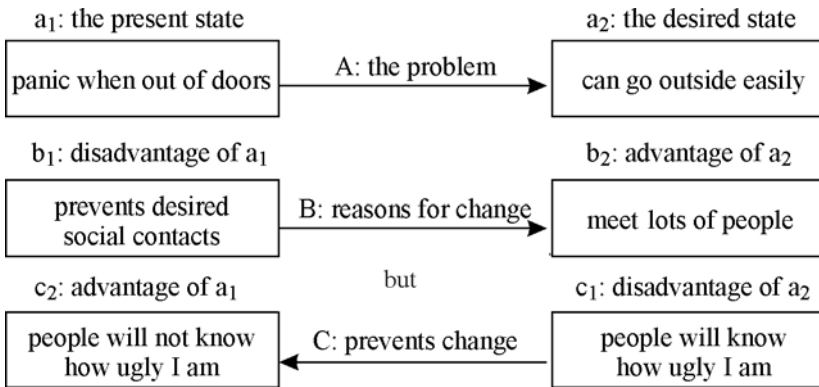 a1: the present state
a2: the desired state
panic when out of doors
A: the problem
can go outside easily
b1: disadvantage of a1
b2: advantage of a2
prevents desired
social contacts
B: reasons for change
meet lots of people
but
c2: advantage of a1
c1: disadvantage of a2
people will not know
how ugly I am
C: prevents change
people will know
how ugly I am